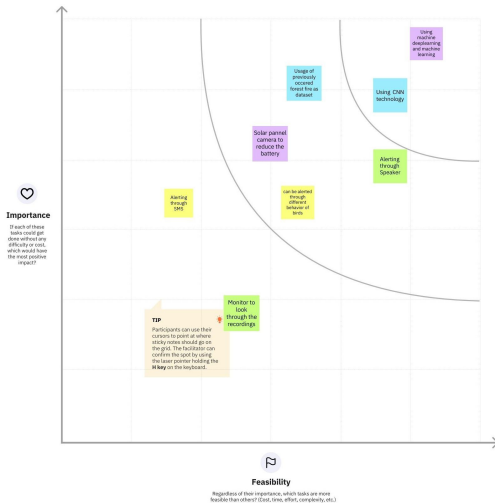 Using
machine
deeplearning
and machine
learning
Usage of
previously
occored
forest fire as
dataset
Using CNN
technology
Solar pannel
camera to
reduce the
battery
Alerting
through
Speaker
Alerting
through
SMS
can be alerted
through
different
behavior of
birds
Importance
If each of these
tasks could get
done without any
difficulty or cost,
which would have
the most positive
impact?
Monitor to
look
through the
recordings
TIP
Participants can use their
cursors to point at where
sticky notes should go on
the grid. The facilitator can
confirm the spot by using
the laser pointer holding the
H key on the keyboard.
Feasibility
Regardless of their importance, which tasks are more
feasible than others? (Cost, time, effort, complexity, etc.)